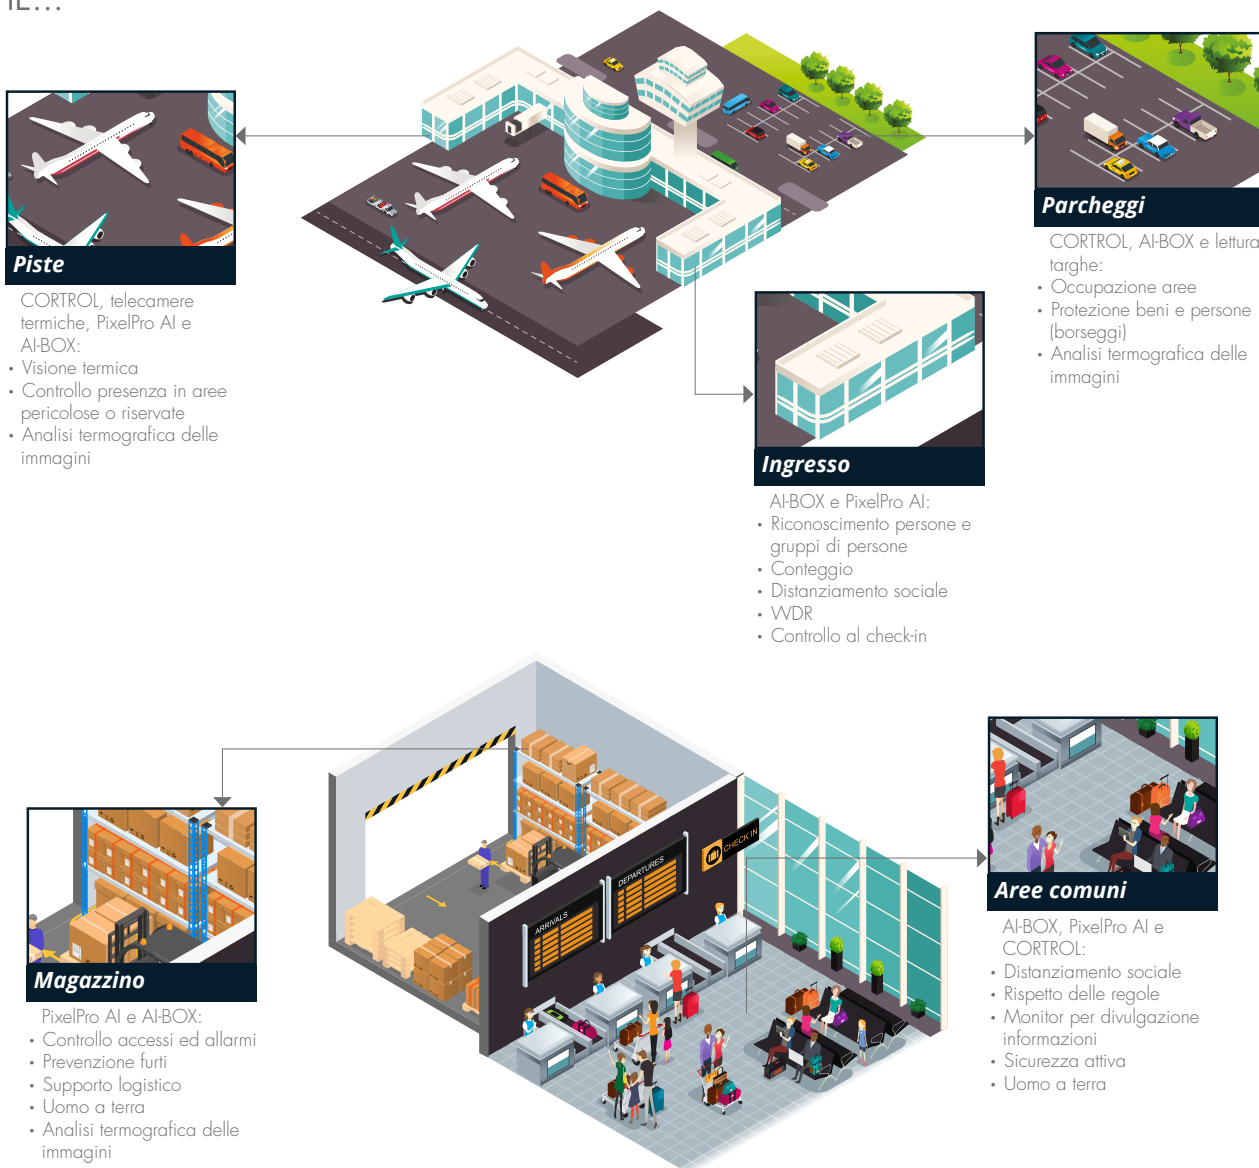 IE...
Piste
CORTROL, telecamere
termiche, PixelPro AI e
AI-BOX:
• Visione termica
• Controllo presenza in aree
pericolose o riservate
• Analisi termografica delle
immagini
Parcheggi
CORTROL, AI-BOX e lettura
targhe:
• Occupazione aree
• Protezione beni e persone
(borseggi)
• Analisi termografica delle
immagini
Ingresso
AI-BOX e PixelPro AI:
• Riconoscimento persone e
gruppi di persone
• Conteggio
• Distanziamento sociale
• WDR
• Controllo al check-in
Magazzino
PixelPro AI e AI-BOX:
• Controllo accessi ed allarmi
• Prevenzione furti
• Supporto logistico
• Uomo a terra
• Analisi termografica delle
immagini
ARRIVALS
DEPARTURES
CHECK IN
Aree comuni
AI-BOX, PixelPro AI e
CORTROL:
• Distanziamento sociale
• Rispetto delle regole
• Monitor per divulgazione
informazioni
• Sicurezza attiva
• Uomo a terra